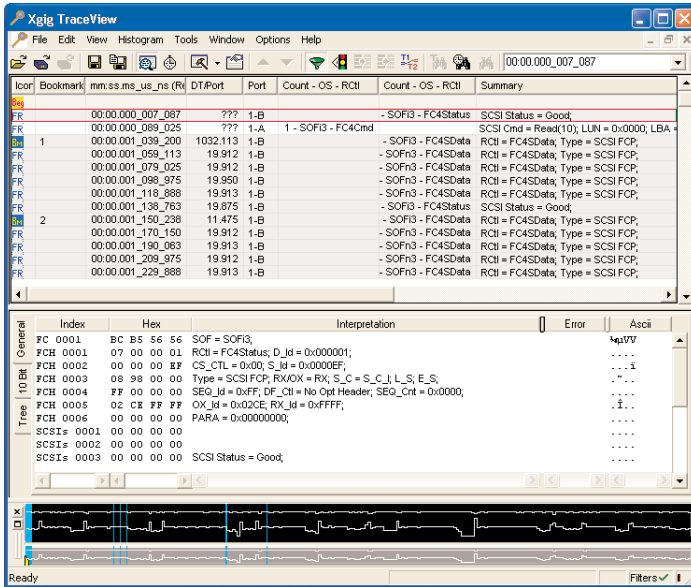 Xgig TraceView
File Edit View Histogram Tools Window Options Help
00:00.000_007_087
Icon Bookmark mm:ss.ms_us_ns (Re DT/Port Port Count - OS - RCtl Count - OS - RCtl Summary
Beg
FR 00:00.000_007_087 ??? 1-B - SOFi3 - FC4Status SCSI Status = Good;
FR 00:00.000_089_025 ??? 1-A 1 - SOFi3 - FC4Cmd SCSI Cmd = Read(10); LUN = 0x0000; LBA =
BM 1 00:00.001_039_200 1032.113 1-B - SOFi3 - FC4SData RCtl = FC4SData; Type = SCSI FCP;
FR 00:00.001_059_113 19.912 1-B - SOFn3 - FC4SData RCtl = FC4SData; Type = SCSI FCP;
FR 00:00.001_079_025 19.912 1-B - SOFn3 - FC4SData RCtl = FC4SData; Type = SCSI FCP;
FR 00:00.001_098_975 19.950 1-B - SOFn3 - FC4SData RCtl = FC4SData; Type = SCSI FCP;
FR 00:00.001_118_888 19.913 1-B - SOFn3 - FC4SData RCtl = FC4SData; Type = SCSI FCP;
FR 00:00.001_138_763 19.875 1-B - SOFi3 - FC4Status SCSI Status = Good;
BM 2 00:00.001_150_238 11.475 1-B - SOFi3 - FC4SData RCtl = FC4SData; Type = SCSI FCP;
FR 00:00.001_170_150 19.912 1-B - SOFn3 - FC4SData RCtl = FC4SData; Type = SCSI FCP;
FR 00:00.001_190_063 19.913 1-B - SOFn3 - FC4SData RCtl = FC4SData; Type = SCSI FCP;
FR 00:00.001_209_975 19.912 1-B - SOFn3 - FC4SData RCtl = FC4SData; Type = SCSI FCP;
FR 00:00.001_229_888 19.913 1-B - SOFn3 - FC4SData RCtl = FC4SData; Type = SCSI FCP;
General
10 Bit
Tree
Index Hex Interpretation Error Ascii
FC 0001 BC B5 56 56 SOF = SOFi3; ¼µVV
FCH 0001 07 00 00 01 RCtl = FC4Status; D_Id = 0x000001; ....
FCH 0002 00 00 00 EF CS_CTL = 0x00; S_Id = 0x0000EF; ...ï
FCH 0003 08 98 00 00 Type = SCSI FCP; RX/OX = RX; S_C = S_C_I; L_S; E_S; .˜..
FCH 0004 FF 00 00 00 SEQ_Id = 0xFF; DF_Ctl = No Opt Header; SEQ_Cnt = 0x0000; ....
FCH 0005 02 CE FF FF OX_Id = 0x02CE; RX_Id = 0xFFFF; .Î..
FCH 0006 00 00 00 00 PARA = 0x00000000; ....
SCSIs 0001 00 00 00 00 ....
SCSIs 0002 00 00 00 00 ....
SCSIs 0003 00 00 00 00 SCSI Status = Good; ....
Ready Filters